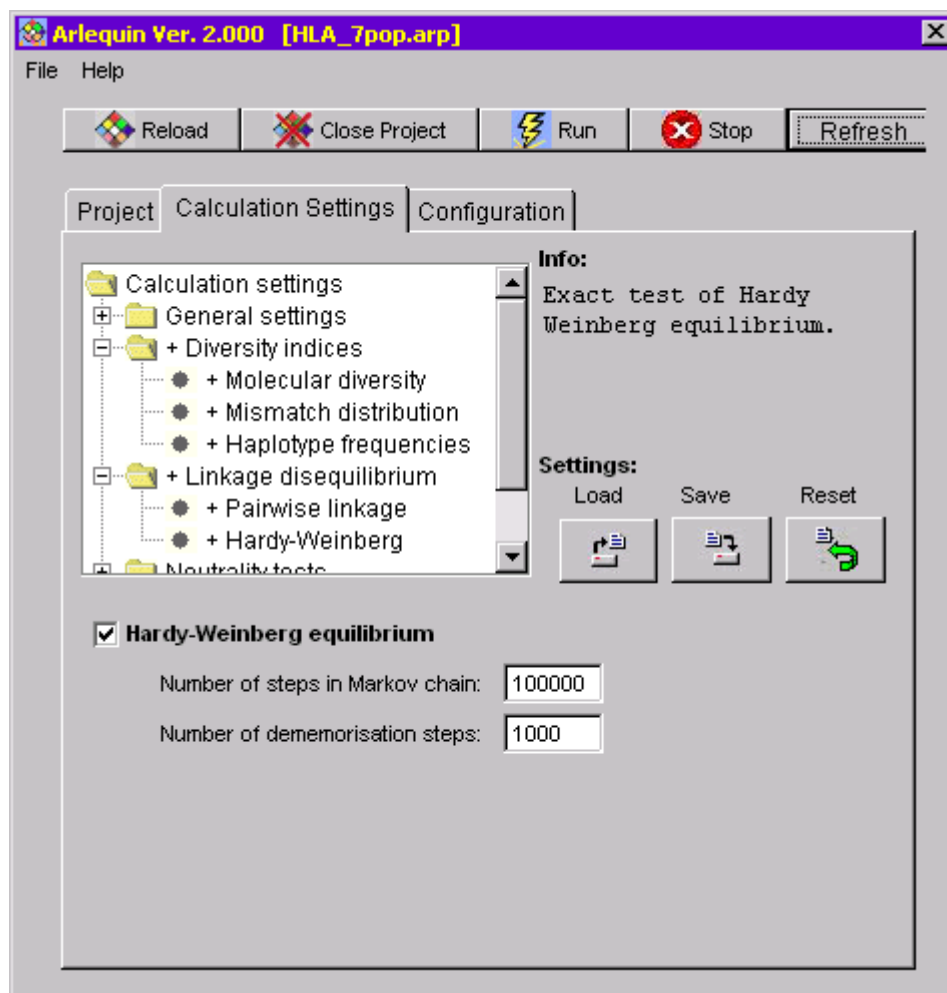 Arlequin Ver. 2.000 [HLA_7pop.arp]
File Help
Reload Close Project Run Stop Refresh
Project Calculation Settings Configuration
Calculation settings
General settings
+ Diversity indices
+ Molecular diversity
+ Mismatch distribution
+ Haplotype frequencies
+ Linkage disequilibrium
+ Pairwise linkage
+ Hardy-Weinberg
Neutrality tests
Info:
Exact test of Hardy
Weinberg equilibrium.
Settings:
Load Save Reset
Hardy-Weinberg equilibrium
Number of steps in Markov chain: 100000
Number of dememorisation steps: 1000